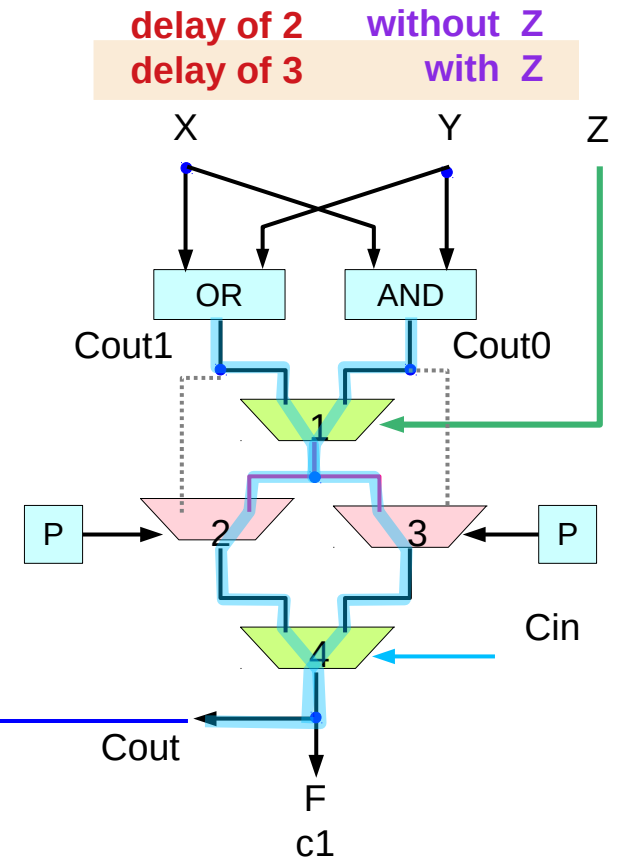 delay of 2 without Z
delay of 3 with Z
X Y Z
OR AND
Cout1 Cout0
1
P 2 3 P
Cin
4
Cout
F
c1